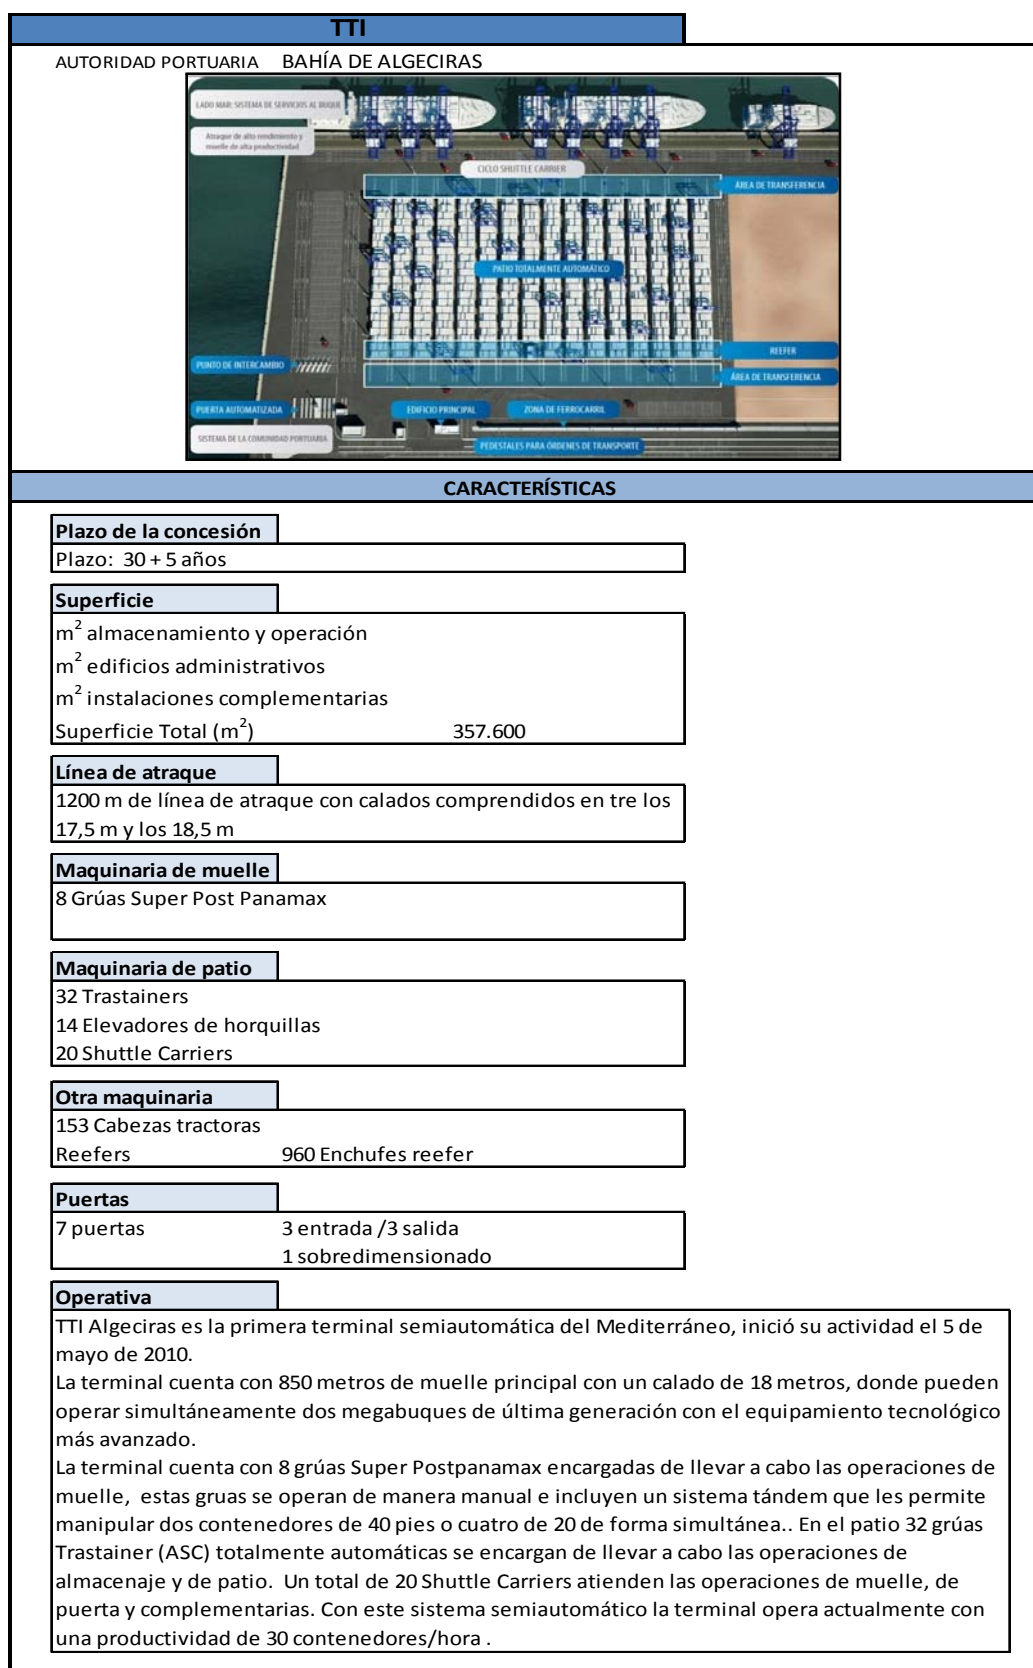 TTI
AUTORIDAD PORTUARIA BAHÍA DE ALGECIRAS
LADO MAR: SISTEMA DE SERVICIOS AL BUQUE
Atraque de alto rendimiento y
muelle de alta productividad
CICLO SHUTTLE CARRIER
ÁREA DE TRANSFERENCIA
PATIO TOTALMENTE AUTOMÁTICO
REEFER
PUNTO DE INTERCAMBIO
ÁREA DE TRANSFERENCIA
PUERTA AUTOMATIZADA
EDIFICIO PRINCIPAL
ZONA DE FERROCARRIL
SISTEMA DE LA COMUNIDAD PORTUARIA
PEDESTALES PARA ÓRDENES DE TRANSPORTE
CARACTERÍSTICAS
Plazo de la concesión
Plazo: 30 + 5 años
Superficie
m² almacenamiento y operación
m² edificios administrativos
m² instalaciones complementarias
Superficie Total (m²) 357.600
Línea de atraque
1200 m de línea de atraque con calados comprendidos en tre los
17,5 m y los 18,5 m
Maquinaria de muelle
8 Grúas Super Post Panamax
Maquinaria de patio
32 Trastainers
14 Elevadores de horquillas
20 Shuttle Carriers
Otra maquinaria
153 Cabezas tractoras
Reefers 960 Enchufes reefer
Puertas
7 puertas 3 entrada /3 salida
1 sobredimensionado
Operativa
TTI Algeciras es la primera terminal semiautomática del Mediterráneo, inició su actividad el 5 de
mayo de 2010.
La terminal cuenta con 850 metros de muelle principal con un calado de 18 metros, donde pueden
operar simultáneamente dos megabuques de última generación con el equipamiento tecnológico
más avanzado.
La terminal cuenta con 8 grúas Super Postpanamax encargadas de llevar a cabo las operaciones de
muelle, estas gruas se operan de manera manual e incluyen un sistema tándem que les permite
manipular dos contenedores de 40 pies o cuatro de 20 de forma simultánea.. En el patio 32 grúas
Trastainer (ASC) totalmente automáticas se encargan de llevar a cabo las operaciones de
almacenaje y de patio. Un total de 20 Shuttle Carriers atienden las operaciones de muelle, de
puerta y complementarias. Con este sistema semiautomático la terminal opera actualmente con
una productividad de 30 contenedores/hora .